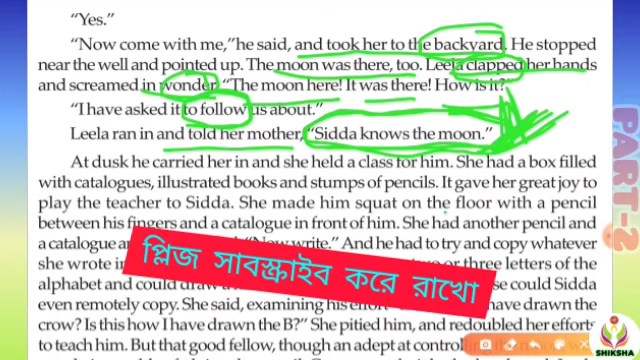 "Yes."
"Now come with me," he said, and took her to the backyard. He stopped
near the well and pointed up. The moon was there, too. Leela clapped her hands
and screamed in wonder, "The moon here! It was there! How is it?"
"I have asked it to follow us about."
Leela ran in and told her mother, "Sidda knows the moon."
At dusk he carried her in and she held a class for him. She had a box filled
with catalogues, illustrated books and stumps of pencils. It gave her great joy to
play the teacher to Sidda. She made him squat on the floor with a pencil
between his fingers and a catalogue in front of him. She had another pencil and
a catalogue "Now write." And he had to try and copy whatever
she wrote in or three letters of the
alphabet and could draw a se could Sidda
even remotely copy. She said, examining his effort have drawn the
crow? Is this how I have drawn the B?" She pitied him, and redoubled her efforts
to teach him. But that good fellow, though an adept at controlling the
প্লিজ সাবস্ক্রাইব করে রাখো
PART-2
SHIKSHA